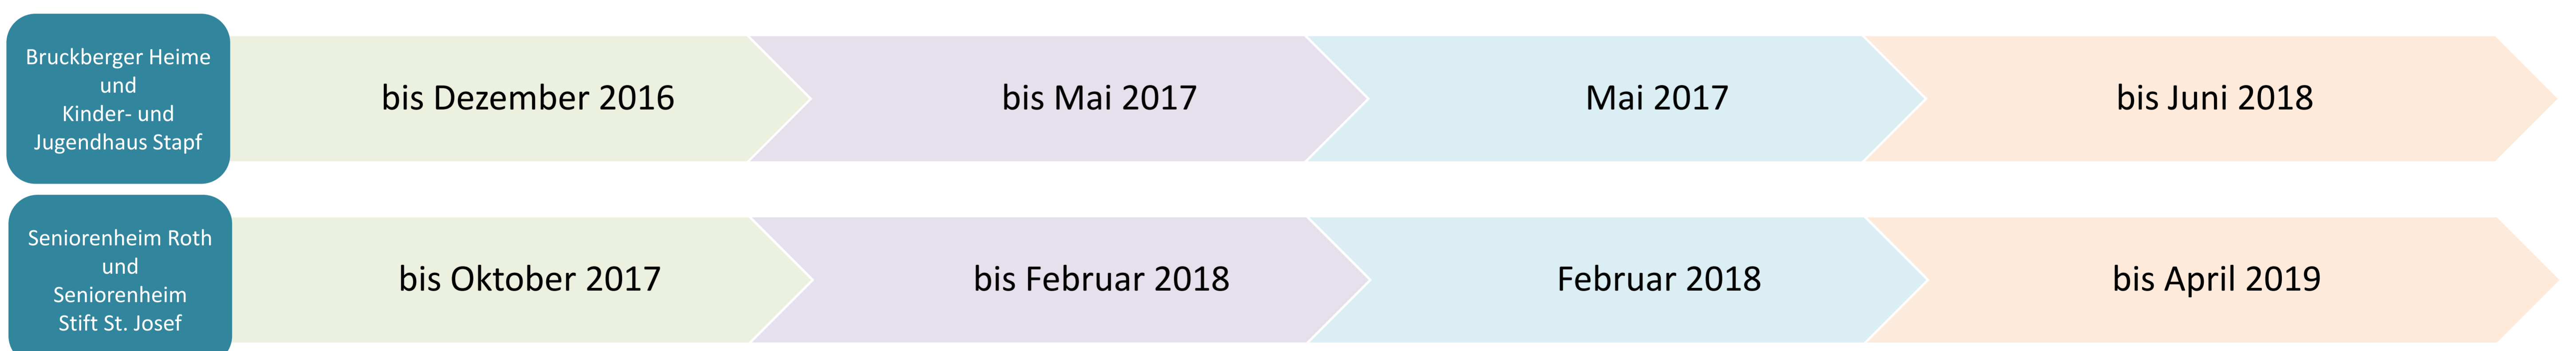 Bruckberger Heime
und
Kinder- und
Jugendhaus Stapf
bis Dezember 2016
bis Mai 2017
Mai 2017
bis Juni 2018
Seniorenheim Roth
und
Seniorenheim
Stift St. Josef
bis Oktober 2017
bis Februar 2018
Februar 2018
bis April 2019